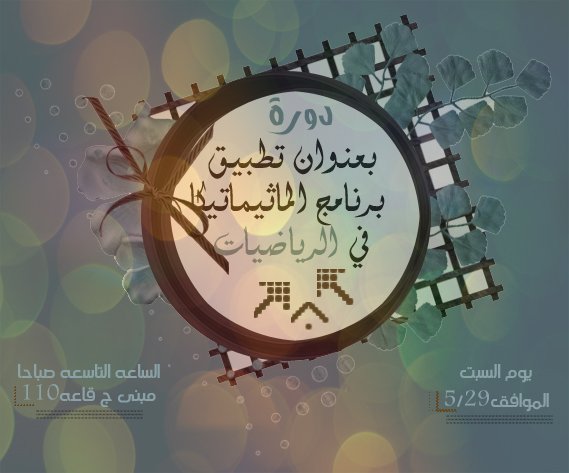 دورة
بعنوان تطبيق
برنامج الماثيماتيكا
في الرياضيات
يوم السبت
الموافق5/29
الساعه التاسعه صباحا
مبنى ج قاعه110